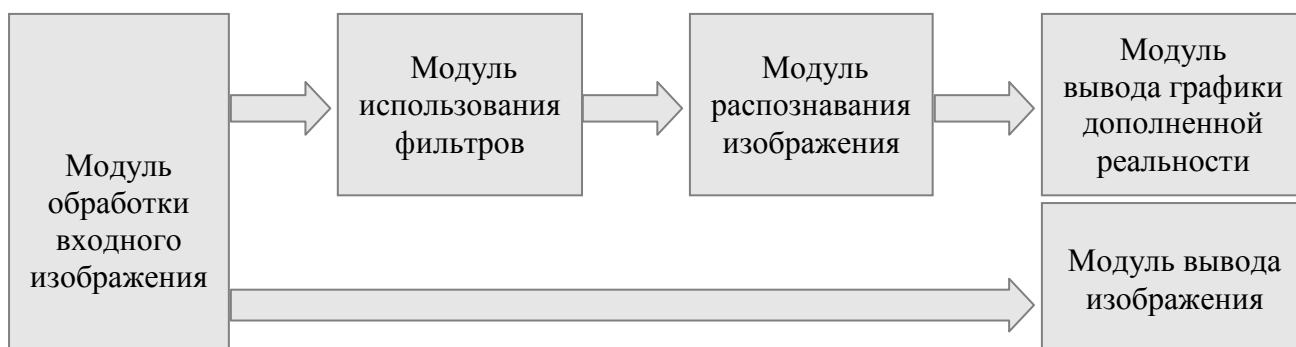 Модуль
обработки
входного
изображения
Модуль
использования
фильтров
Модуль
распознавания
изображения
Модуль
вывода графики
дополненной
реальности
Модуль вывода
изображения